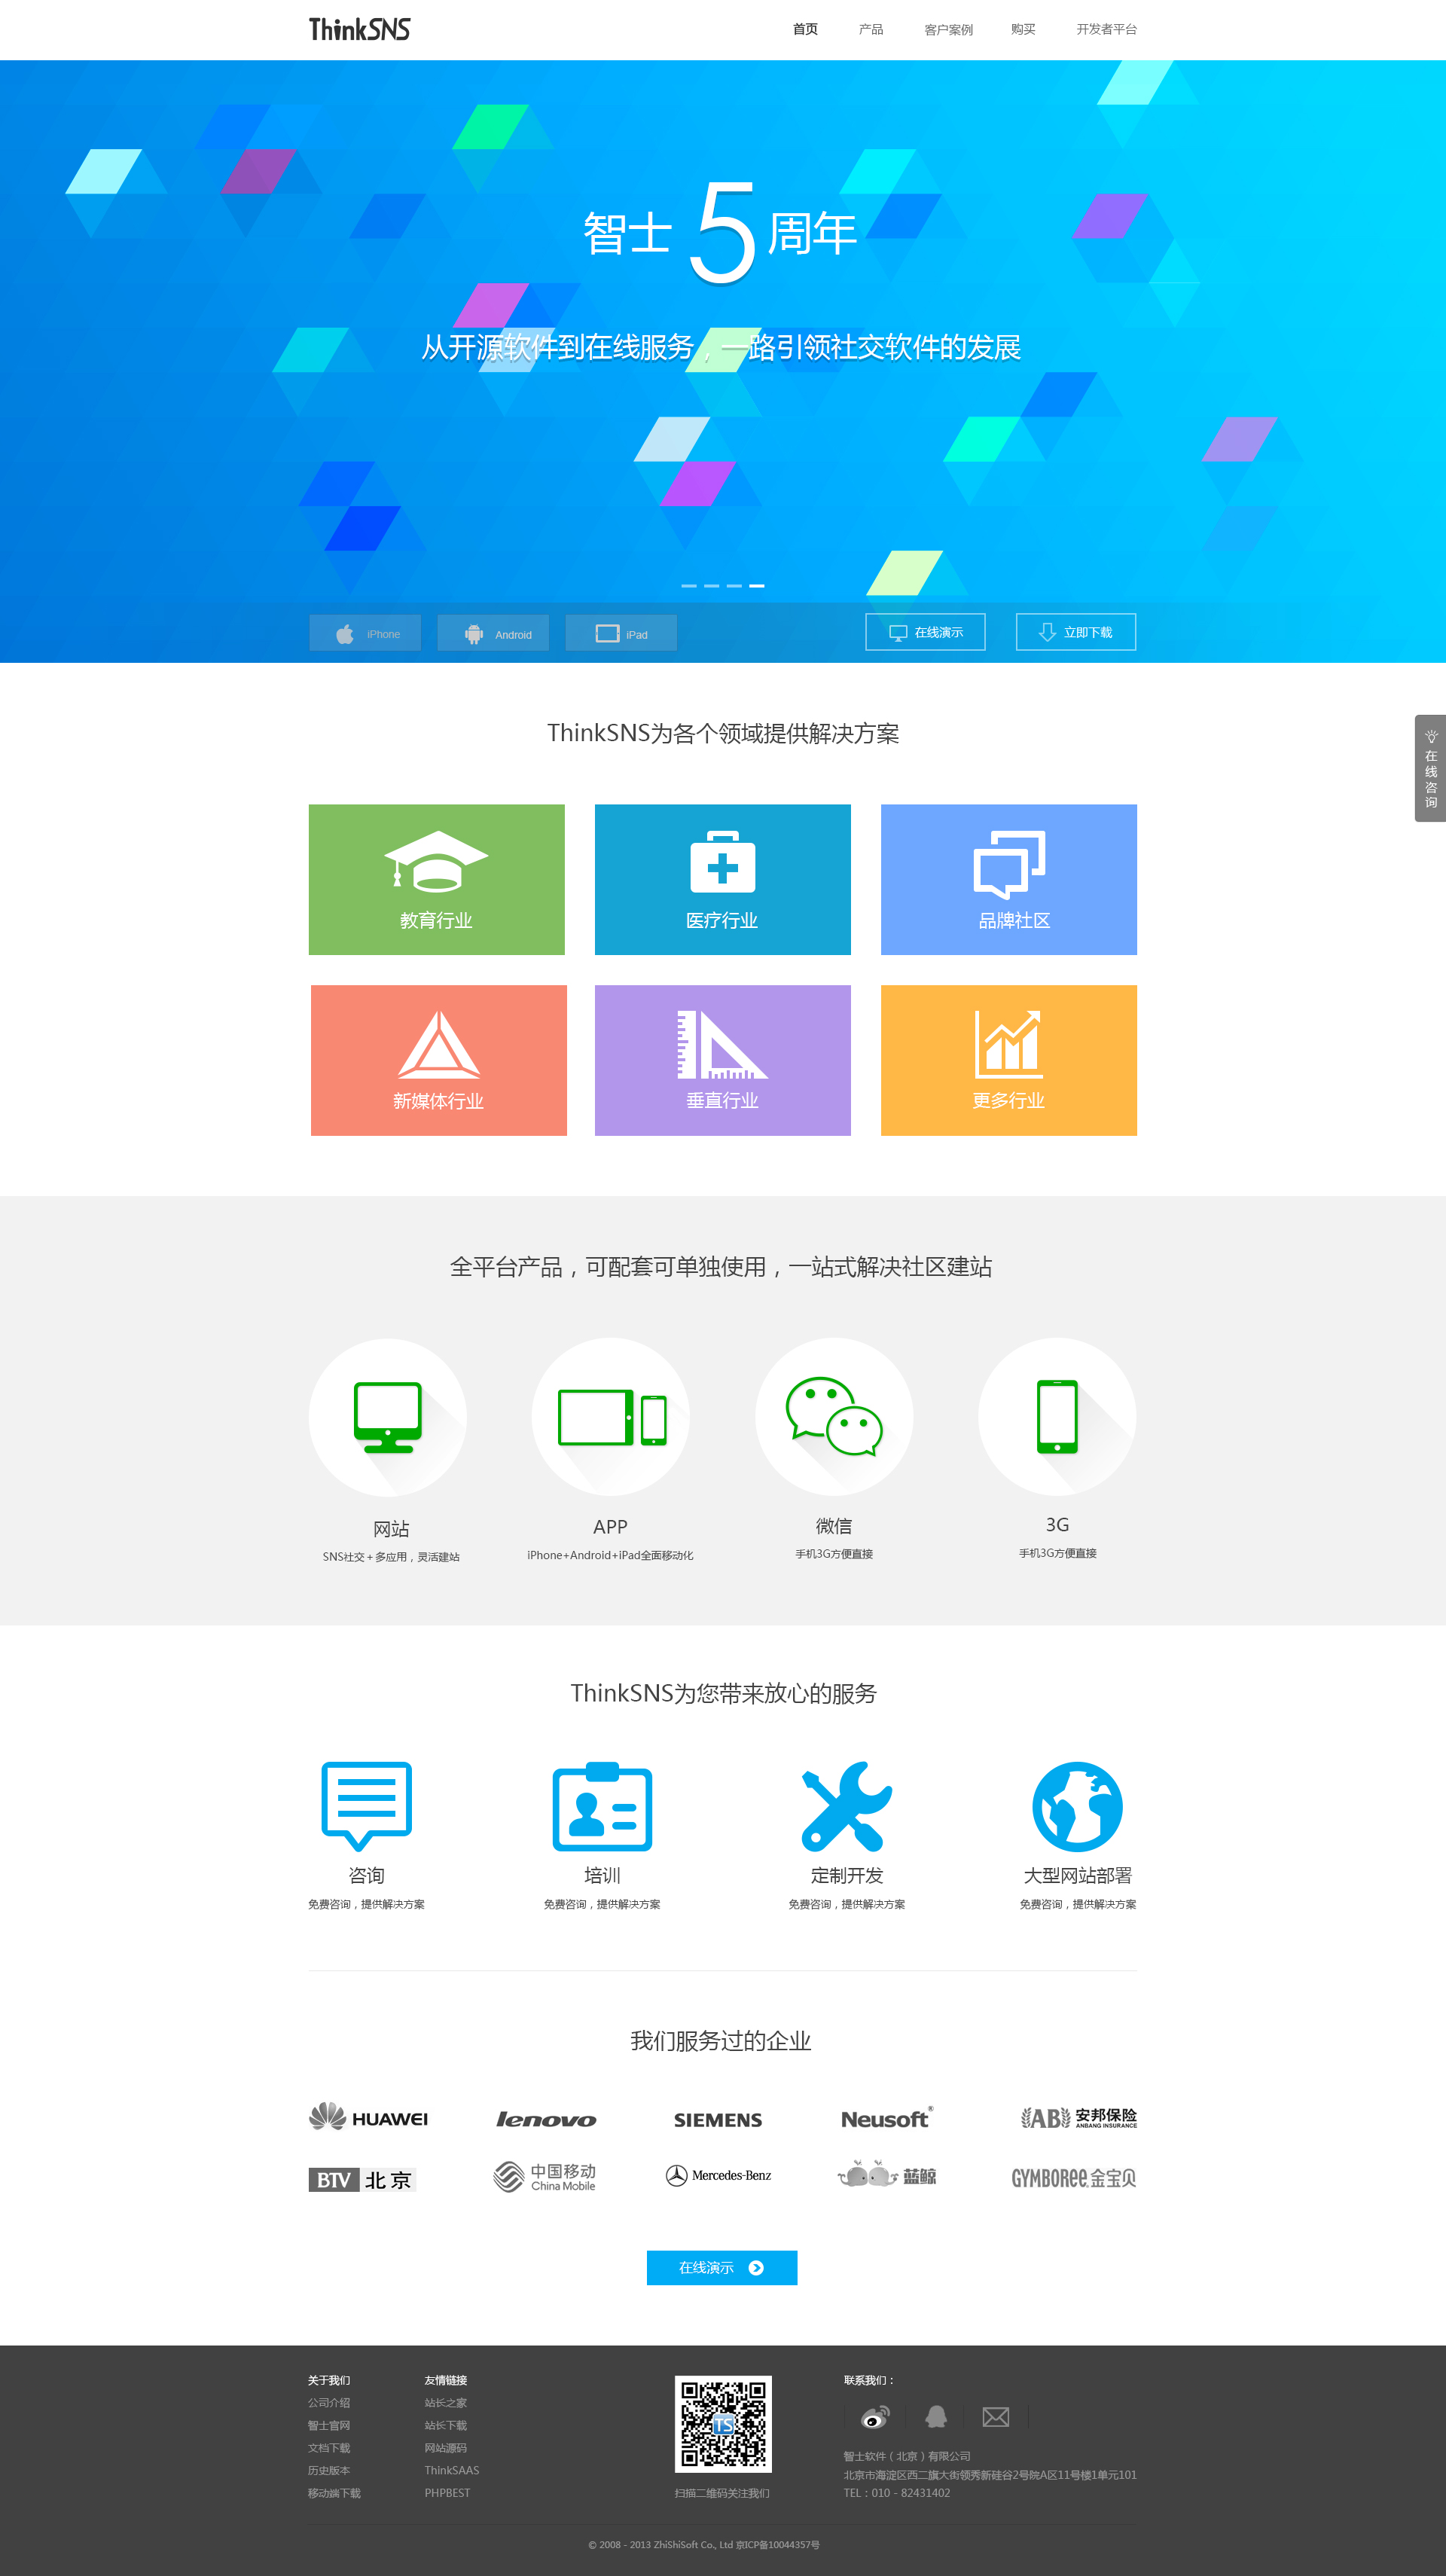 ThinkSNS
首页 产品 客户案例 购买 开发者平台
智士5周年
从开源软件到在线服务，一路引领社交软件的发展
iPhone Android iPad 在线演示 立即下载
ThinkSNS为各个领域提供解决方案
在线咨询
教育行业 医疗行业 品牌社区
新媒体行业 垂直行业 更多行业
全平台产品，可配套可单独使用，一站式解决社区建站
网站 APP 微信 3G
SNS社交＋多应用，灵活建站 iPhone+Android+iPad全面移动化 手机3G方便直接 手机3G方便直接
ThinkSNS为您带来放心的服务
咨询 培训 定制开发 大型网站部署
免费咨询，提供解决方案 免费咨询，提供解决方案 免费咨询，提供解决方案 免费咨询，提供解决方案
我们服务过的企业
HUAWEI lenovo SIEMENS Neusoft® AB 安邦保险
ANBANG INSURANCE
BTV 北京 中国移动 Mercedes-Benz 蓝鲸 GYMBOREE 金宝贝
China Mobile
在线演示
关于我们 友情链接 联系我们：
公司介绍 站长之家
智士官网 站长下载
文档下载 网站源码
TS
智士软件（北京）有限公司
历史版本 ThinkSAAS 北京市海淀区西二旗大街领秀新硅谷2号院A区11号楼1单元101
移动端下载 PHPBEST 扫描二维码关注我们 TEL：010 - 82431402
© 2008 - 2013 ZhiShiSoft Co., Ltd 京ICP备10044357号